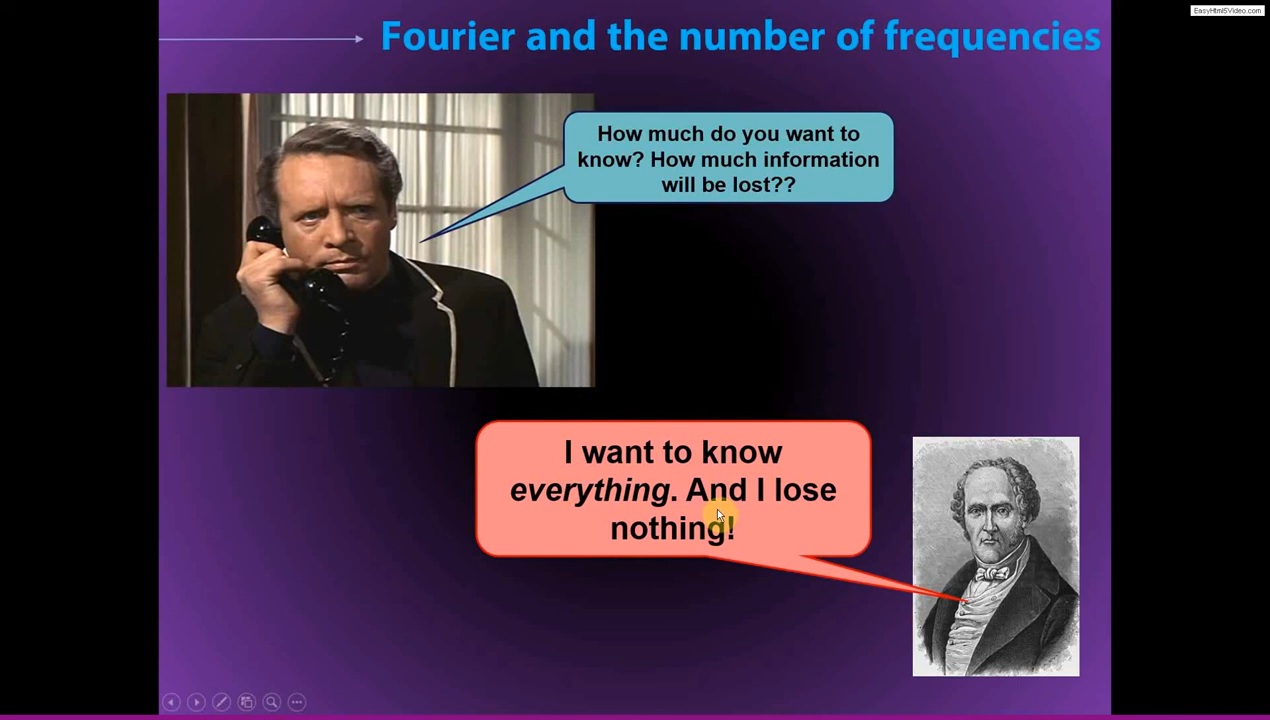 EasyHtml5Video.com
Fourier and the number of frequencies
How much do you want to
know? How much information
will be lost??
I want to know
everything. And I lose
nothing!